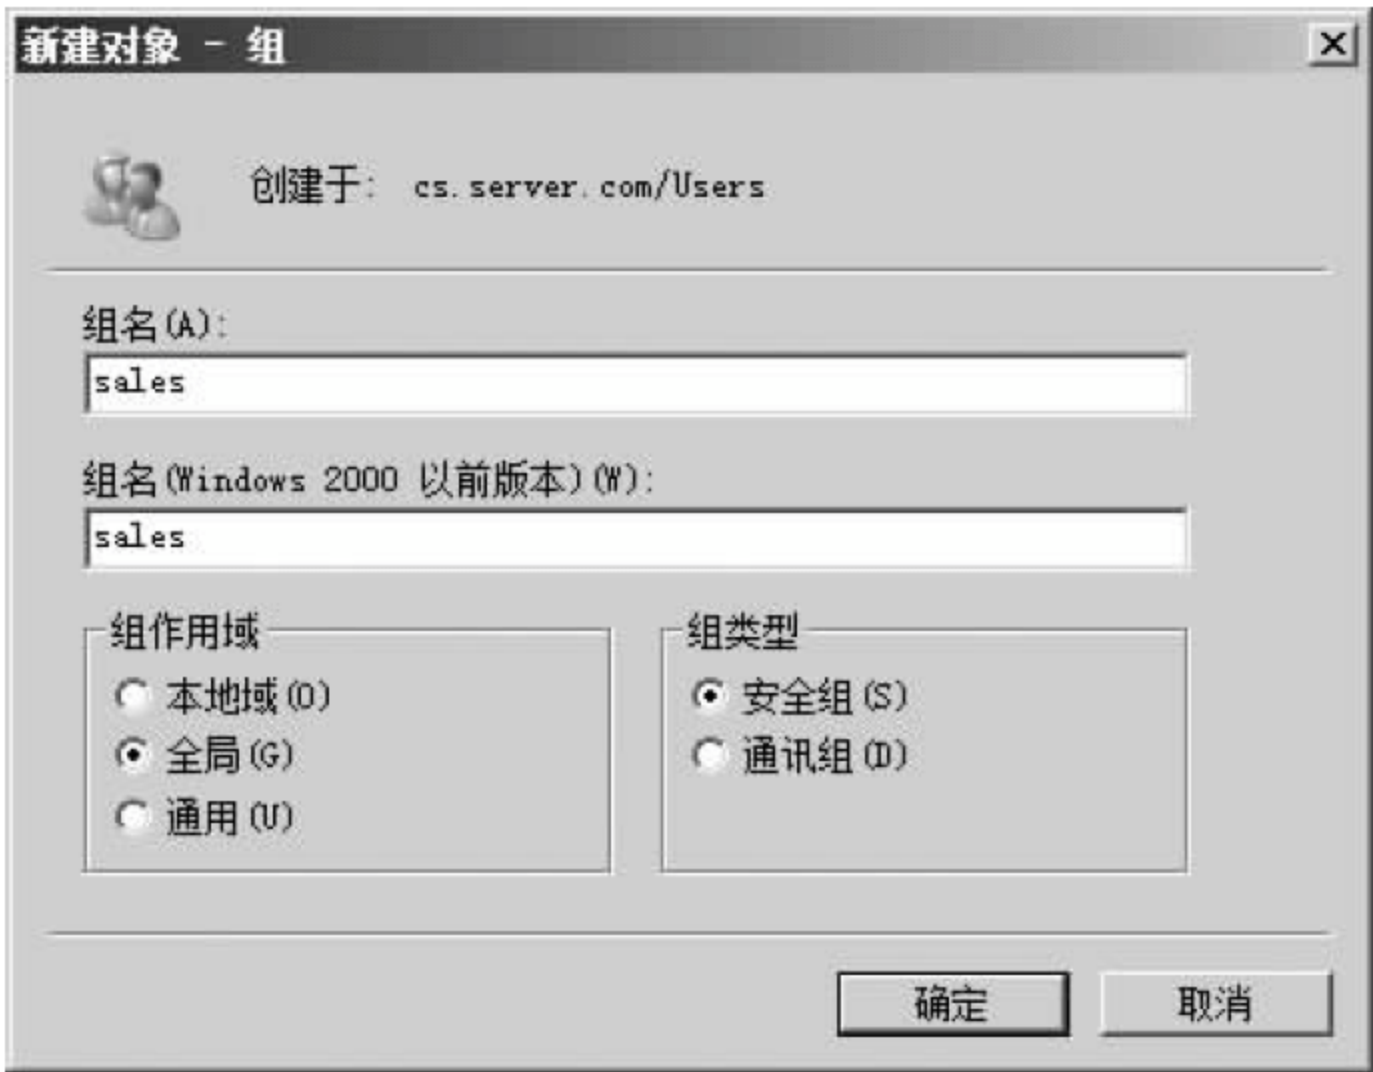 新建对象 - 组
创建于: cs.server.com/Users
组名(A):
sales
组名(Windows 2000 以前版本)(W):
sales
组作用域
本地域(O)
全局(G)
通用(U)
组类型
安全组(S)
通讯组(D)
确定
取消